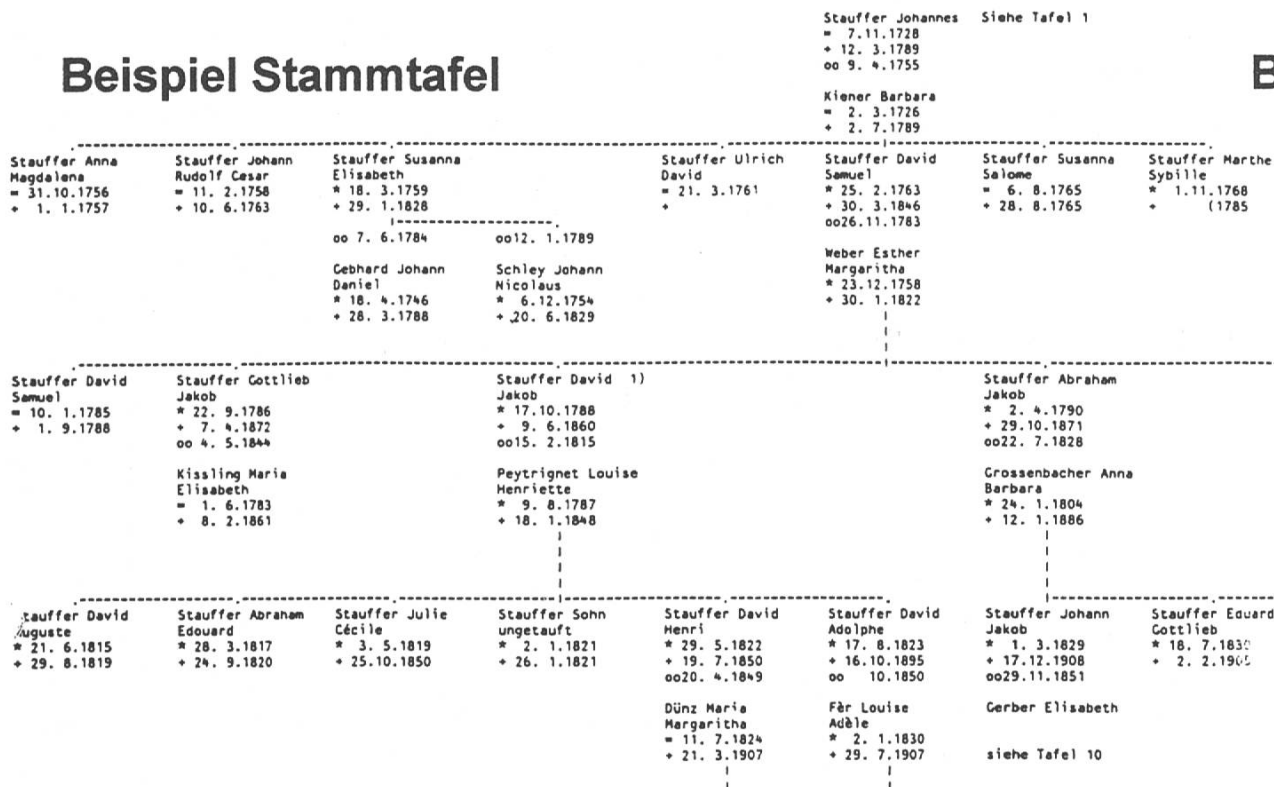 Stauffer Johannes Siehe Tafel 1
= 7.11.1728
+ 12. 3.1789
oo 9. 4.1755
Beispiel Stammtafel
B
Kiener Barbara
= 2. 3.1726
+ 2. 7.1789
Stauffer Anna
Magdalena
= 31.10.1756
+ 1. 1.1757
Stauffer Johann
Rudolf Cæsar
= 11. 2.1758
+ 10. 6.1763
Stauffer Susanna
Elisabeth
* 18. 3.1759
+ 29. 1.1828
oo 7. 6.1784
Gebhard Johann
Daniel
* 18. 4.1746
+ 28. 3.1788
oo12. 1.1789
Schley Johann
Nicolaus
* 6.12.1754
+ 20. 6.1829
Stauffer Ulrich
David
= 21. 3.1761
+
Stauffer David
Samuel
* 25. 2.1763
+ 30. 3.1846
oo26.11.1783
Weber Esther
Margaritha
* 23.12.1758
+ 30. 1.1822
Stauffer Susanna
Salome
= 6. 8.1765
+ 28. 8.1765
Stauffer Marthe
Sybille
* 1.11.1768
+ (1785
Stauffer David
Samuel
= 10. 1.1785
+ 1. 9.1788
Stauffer Gottlieb
Jakob
* 22. 9.1786
+ 7. 4.1872
oo 4. 5.1844
Kissling Maria
Elisabeth
= 1. 6.1783
+ 8. 2.1861
Stauffer David 1)
Jakob
* 17.10.1788
+ 9. 6.1860
oo15. 2.1815
Peytrignet Louise
Henriette
* 9. 8.1787
+ 18. 1.1848
Stauffer Abraham
Jakob
* 2. 4.1790
+ 29.10.1871
oo22. 7.1828
Grossenbacher Anna
Barbara
* 24. 1.1804
+ 12. 1.1886
tauffer David
Auguste
* 21. 6.1815
+ 29. 8.1819
Stauffer Abraham
Edouard
* 28. 3.1817
+ 24. 9.1820
Stauffer Julie
Cécile
* 3. 5.1819
+ 25.10.1850
Stauffer Sohn
ungetauft
* 2. 1.1821
+ 26. 1.1821
Stauffer David
Henri
* 29. 5.1822
+ 19. 7.1850
oo20. 4.1849
Dünz Maria
Margaritha
= 11. 7.1824
+ 21. 3.1907
Stauffer David
Adolphe
* 17. 8.1823
+ 16.10.1895
oo 10.1850
Fèr Louise
Adèle
* 2. 1.1830
+ 29. 7.1907
Stauffer Johann
Jakob
* 1. 3.1829
+ 17.12.1908
oo29.11.1851
Gerber Elisabeth
siehe Tafel 10
Stauffer Eduard
Gottlieb
* 18. 7.1830
+ 2. 2.1905